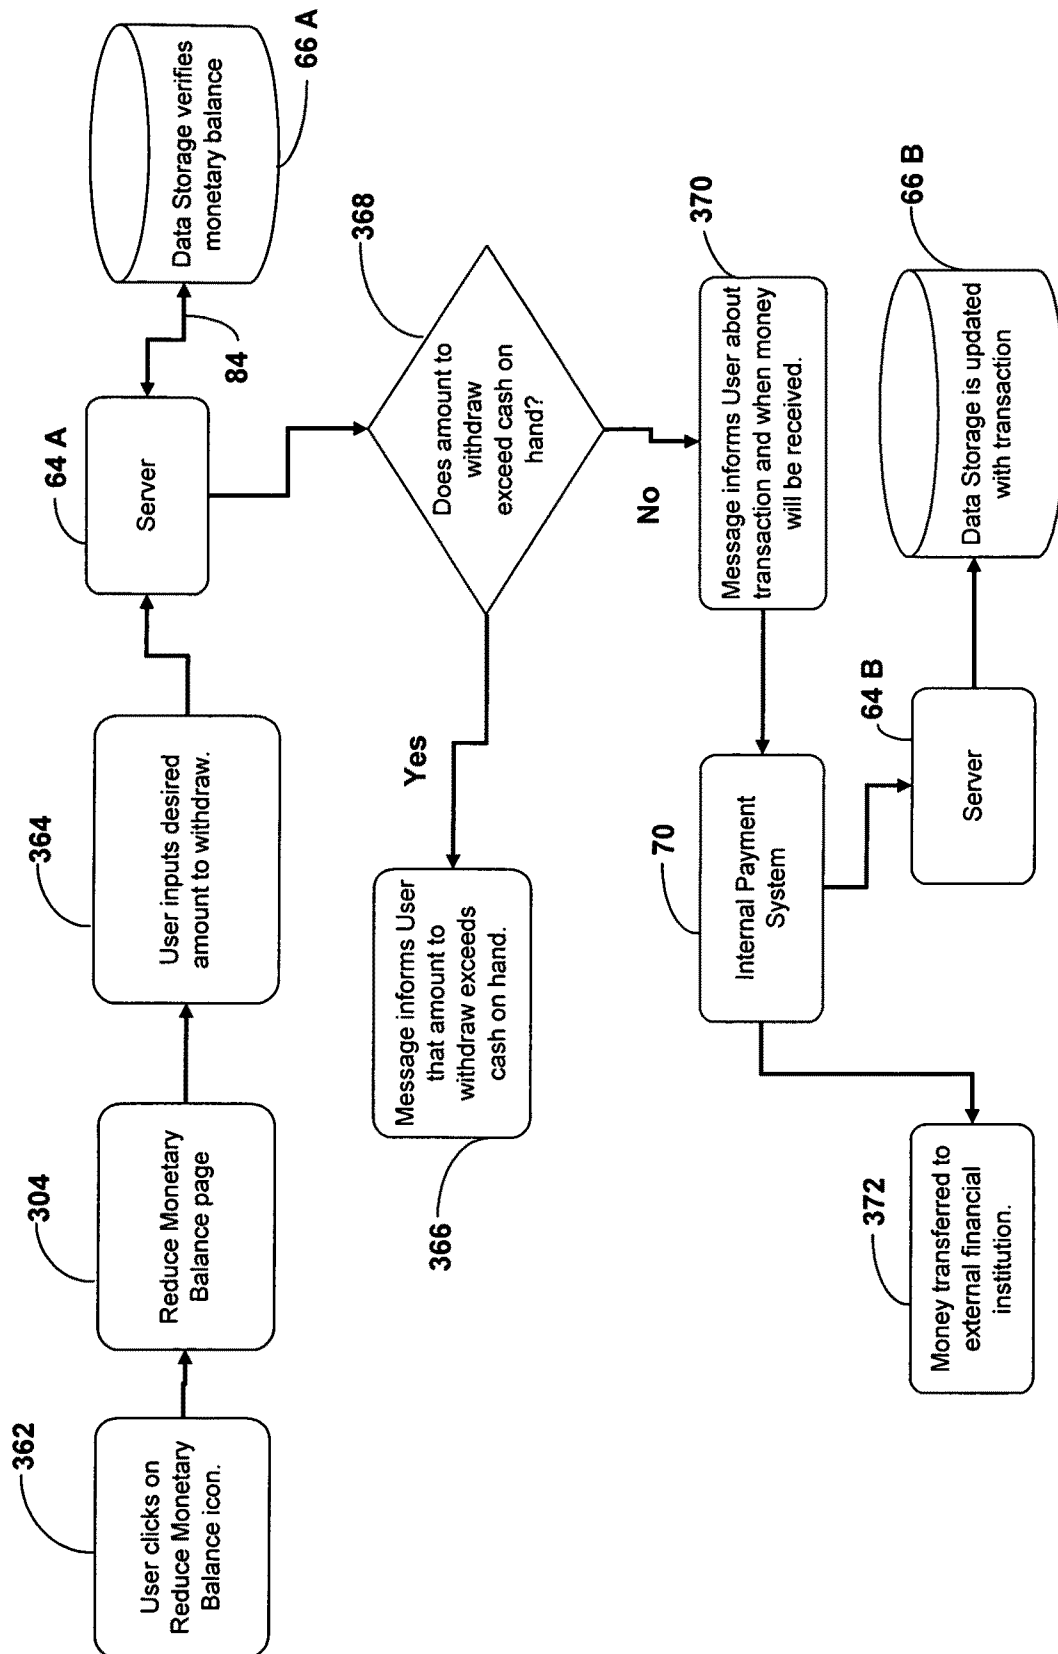 362
User clicks on
Reduce Monetary
Balance icon.
304
Reduce Monetary
Balance page
364
User inputs desired
amount to withdraw.
64 A
Server
84
Data Storage verifies
monetary balance
66 A
368
Does amount to
withdraw
exceed cash on
hand?
Yes
Message informs User
that amount to
withdraw exceeds
cash on hand.
366
No
370
Message informs User about
transaction and when money
will be received.
70
Internal Payment
System
64 B
Server
66 B
Data Storage is updated
with transaction
372
Money transferred to
external financial
institution.